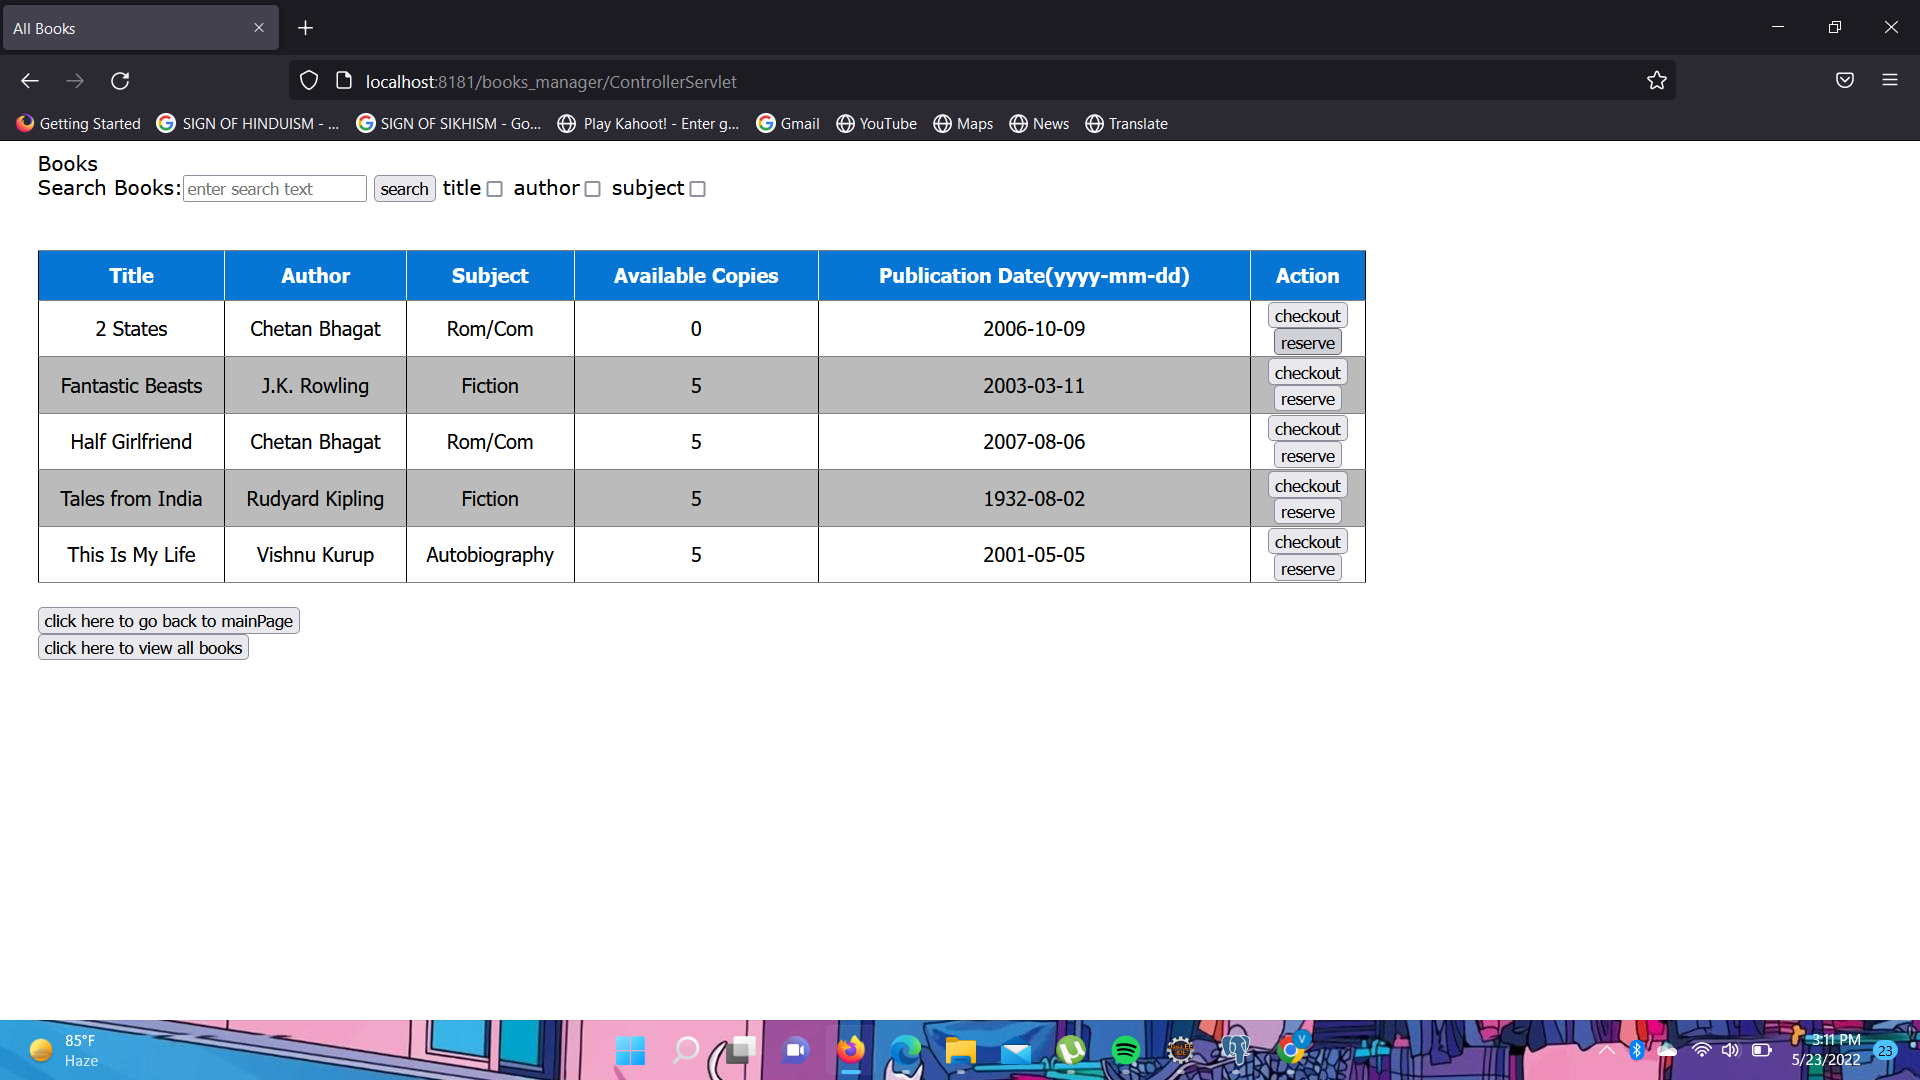 All Books
localhost:8181/books_manager/ControllerServlet
Getting Started SIGN OF HINDUISM - ... SIGN OF SIKHISM - Go... Play Kahoot! - Enter g... Gmail YouTube Maps News Translate
Books
Search Books: enter search text search title author subject
Title Author Subject Available Copies Publication Date(yyyy-mm-dd) Action
2 States Chetan Bhagat Rom/Com 0 2006-10-09 checkout
reserve
Fantastic Beasts J.K. Rowling Fiction 5 2003-03-11 checkout
reserve
Half Girlfriend Chetan Bhagat Rom/Com 5 2007-08-06 checkout
reserve
Tales from India Rudyard Kipling Fiction 5 1932-08-02 checkout
reserve
This Is My Life Vishnu Kurup Autobiography 5 2001-05-05 checkout
reserve
click here to go back to mainPage
click here to view all books
85°F
Haze
3:11 PM
5/23/2022
23